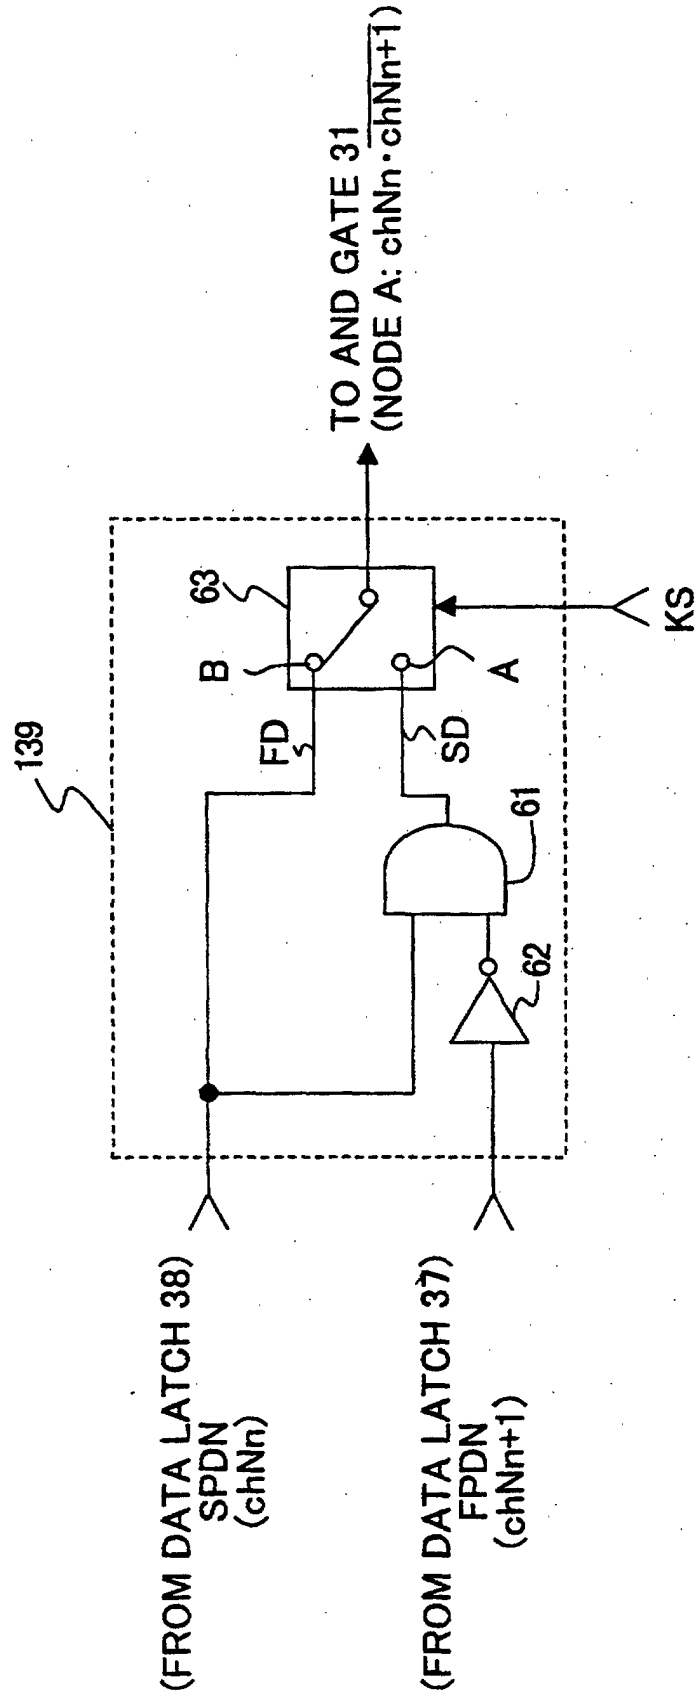 139
(FROM DATA LATCH 38)
SPDN
(chNn)
(FROM DATA LATCH 37)
FPDN
(chNn+1)
FD
B
63
SD
A
61
62
KS
TO AND GATE 31
(NODE A: chNn·chNn+1)